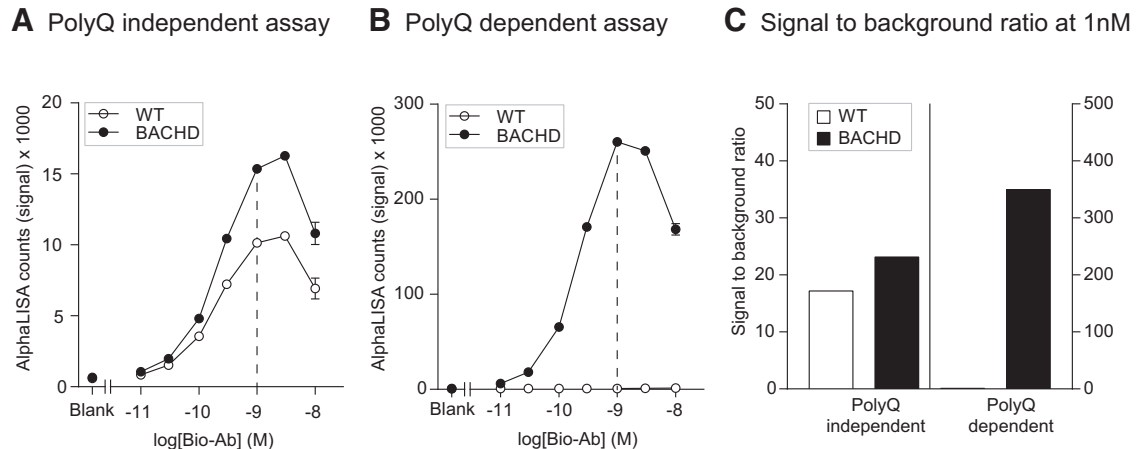 A PolyQ independent assay
AlphaLISA counts (signal) x 1000
20
15
10
5
0
WT
BACHD
Blank
-11
-10
-9
-8
log[Bio-Ab] (M)
B PolyQ dependent assay
AlphaLISA counts (signal) x 1000
300
200
100
0
WT
BACHD
Blank
-11
-10
-9
-8
log[Bio-Ab] (M)
C Signal to background ratio at 1nM
Signal to background ratio
50
40
30
20
10
0
WT
BACHD
500
400
300
200
100
0
PolyQ
independent
PolyQ
dependent